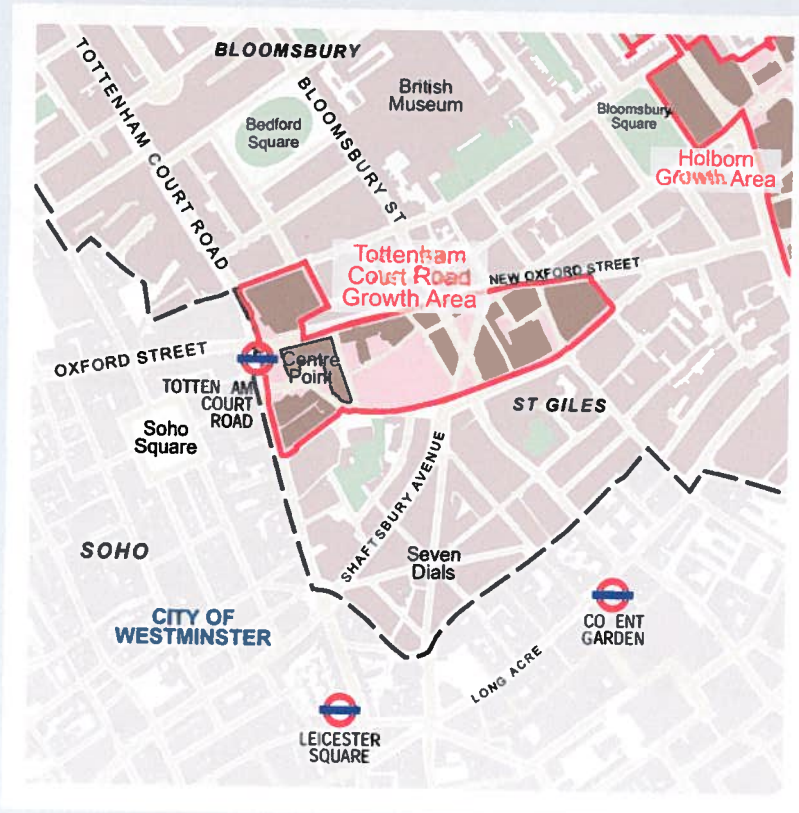 BLOOMSBURY
TOTTENHAM COURT ROAD
BLOOMSBURY ST
British
Museum
Bedford
Square
Bloomsbury
Square
Holborn
Growth Area
Tottenham
Court Road
Growth Area
NEW OXFORD STREET
OXFORD STREET
Centre
Point
TOTTEN AM
COURT
ROAD
ST GILES
Soho
Square
SHAFTSBURY AVENUE
SOHO
Seven
Dials
CITY OF
WESTMINSTER
CO ENT
GARDEN
LONG ACRE
LEICESTER
SQUARE